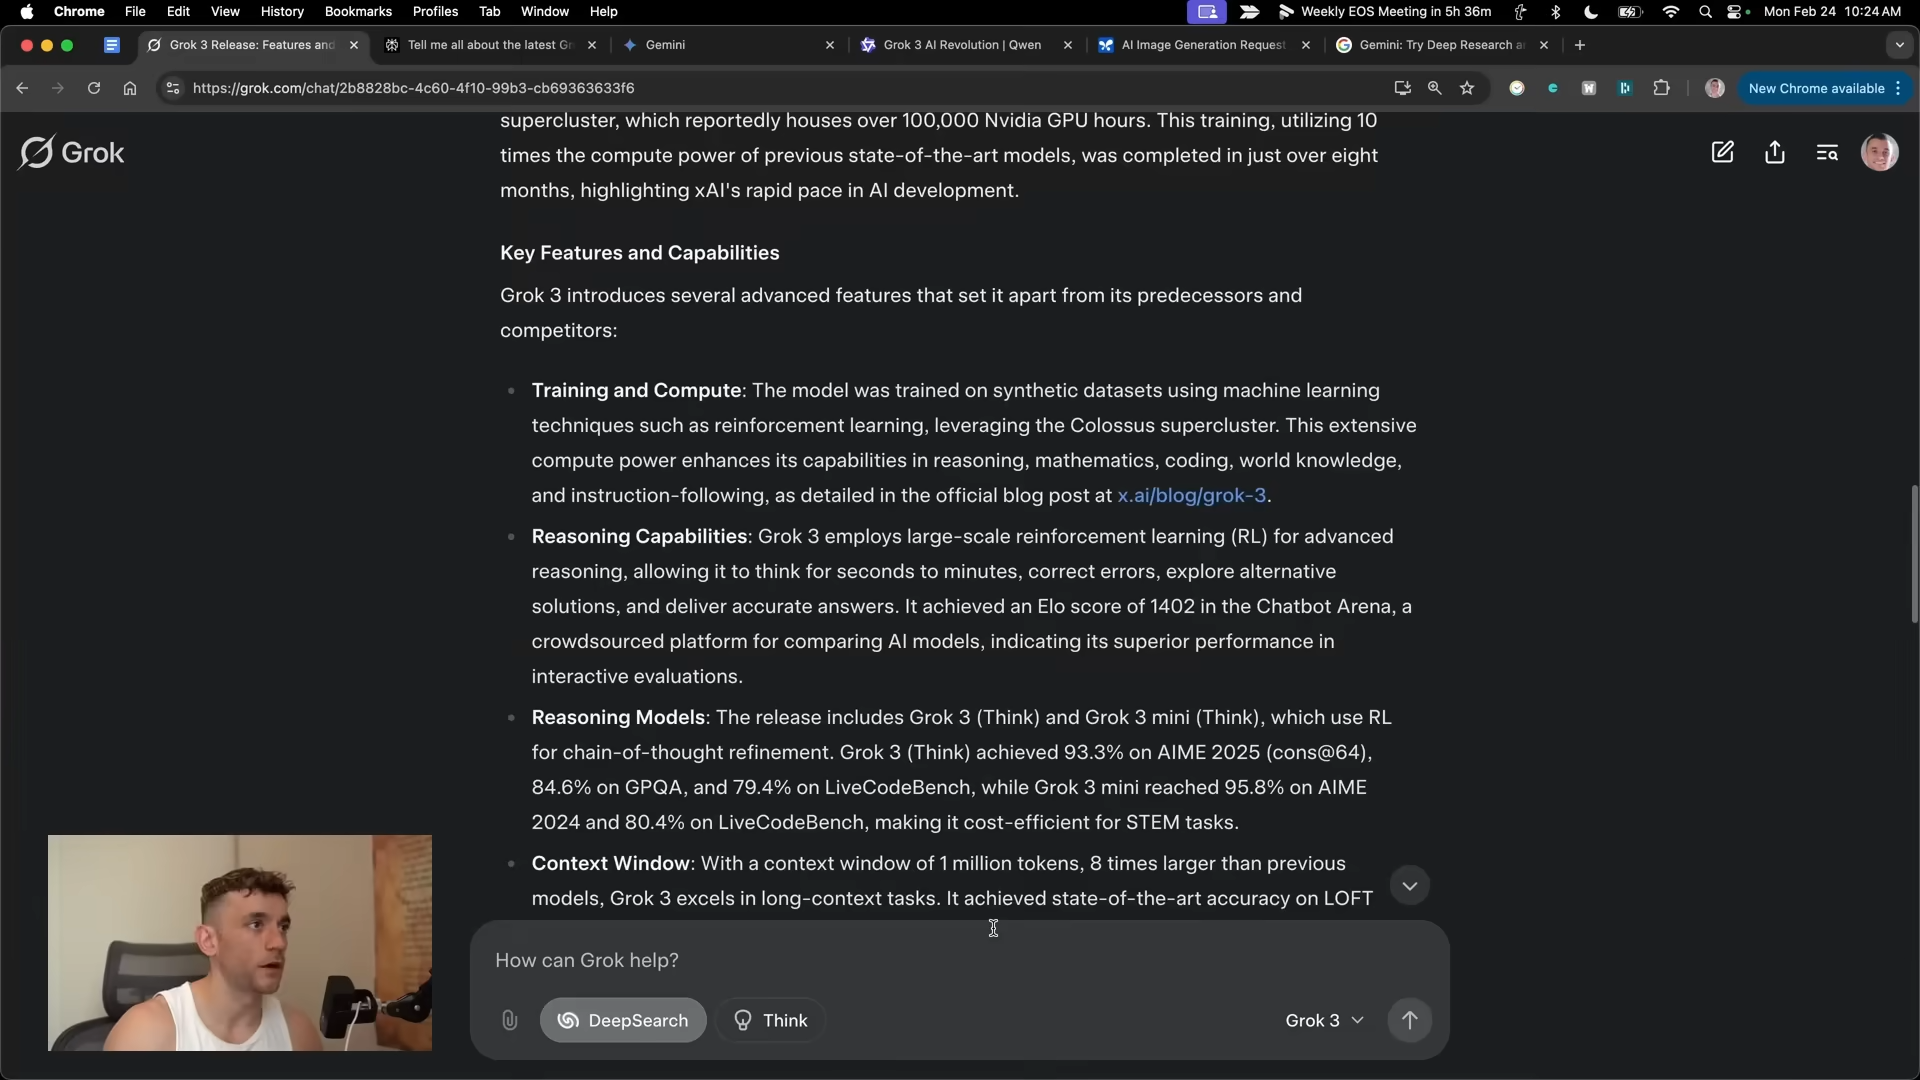 Chrome File Edit View History Bookmarks Profiles Tab Window Help Weekly EOS Meeting in 5h 36m Mon Feb 24 10:24 AM
Grok 3 Release: Features and Tell me all about the latest Gr Gemini Grok 3 AI Revolution | Qwen AI Image Generation Request Gemini: Try Deep Research a
https://grok.com/chat/2b8828bc-4c60-4f10-99b3-cb69363633f6 New Chrome available
Grok
supercluster, which reportedly houses over 100,000 Nvidia GPU hours. This training, utilizing 10
times the compute power of previous state-of-the-art models, was completed in just over eight
months, highlighting xAI's rapid pace in AI development.
Key Features and Capabilities
Grok 3 introduces several advanced features that set it apart from its predecessors and
competitors:
Training and Compute: The model was trained on synthetic datasets using machine learning
techniques such as reinforcement learning, leveraging the Colossus supercluster. This extensive
compute power enhances its capabilities in reasoning, mathematics, coding, world knowledge,
and instruction-following, as detailed in the official blog post at x.ai/blog/grok-3.
Reasoning Capabilities: Grok 3 employs large-scale reinforcement learning (RL) for advanced
reasoning, allowing it to think for seconds to minutes, correct errors, explore alternative
solutions, and deliver accurate answers. It achieved an Elo score of 1402 in the Chatbot Arena, a
crowdsourced platform for comparing AI models, indicating its superior performance in
interactive evaluations.
Reasoning Models: The release includes Grok 3 (Think) and Grok 3 mini (Think), which use RL
for chain-of-thought refinement. Grok 3 (Think) achieved 93.3% on AIME 2025 (cons@64),
84.6% on GPQA, and 79.4% on LiveCodeBench, while Grok 3 mini reached 95.8% on AIME
2024 and 80.4% on LiveCodeBench, making it cost-efficient for STEM tasks.
Context Window: With a context window of 1 million tokens, 8 times larger than previous
models, Grok 3 excels in long-context tasks. It achieved state-of-the-art accuracy on LOFT
How can Grok help?
DeepSearch Think Grok 3